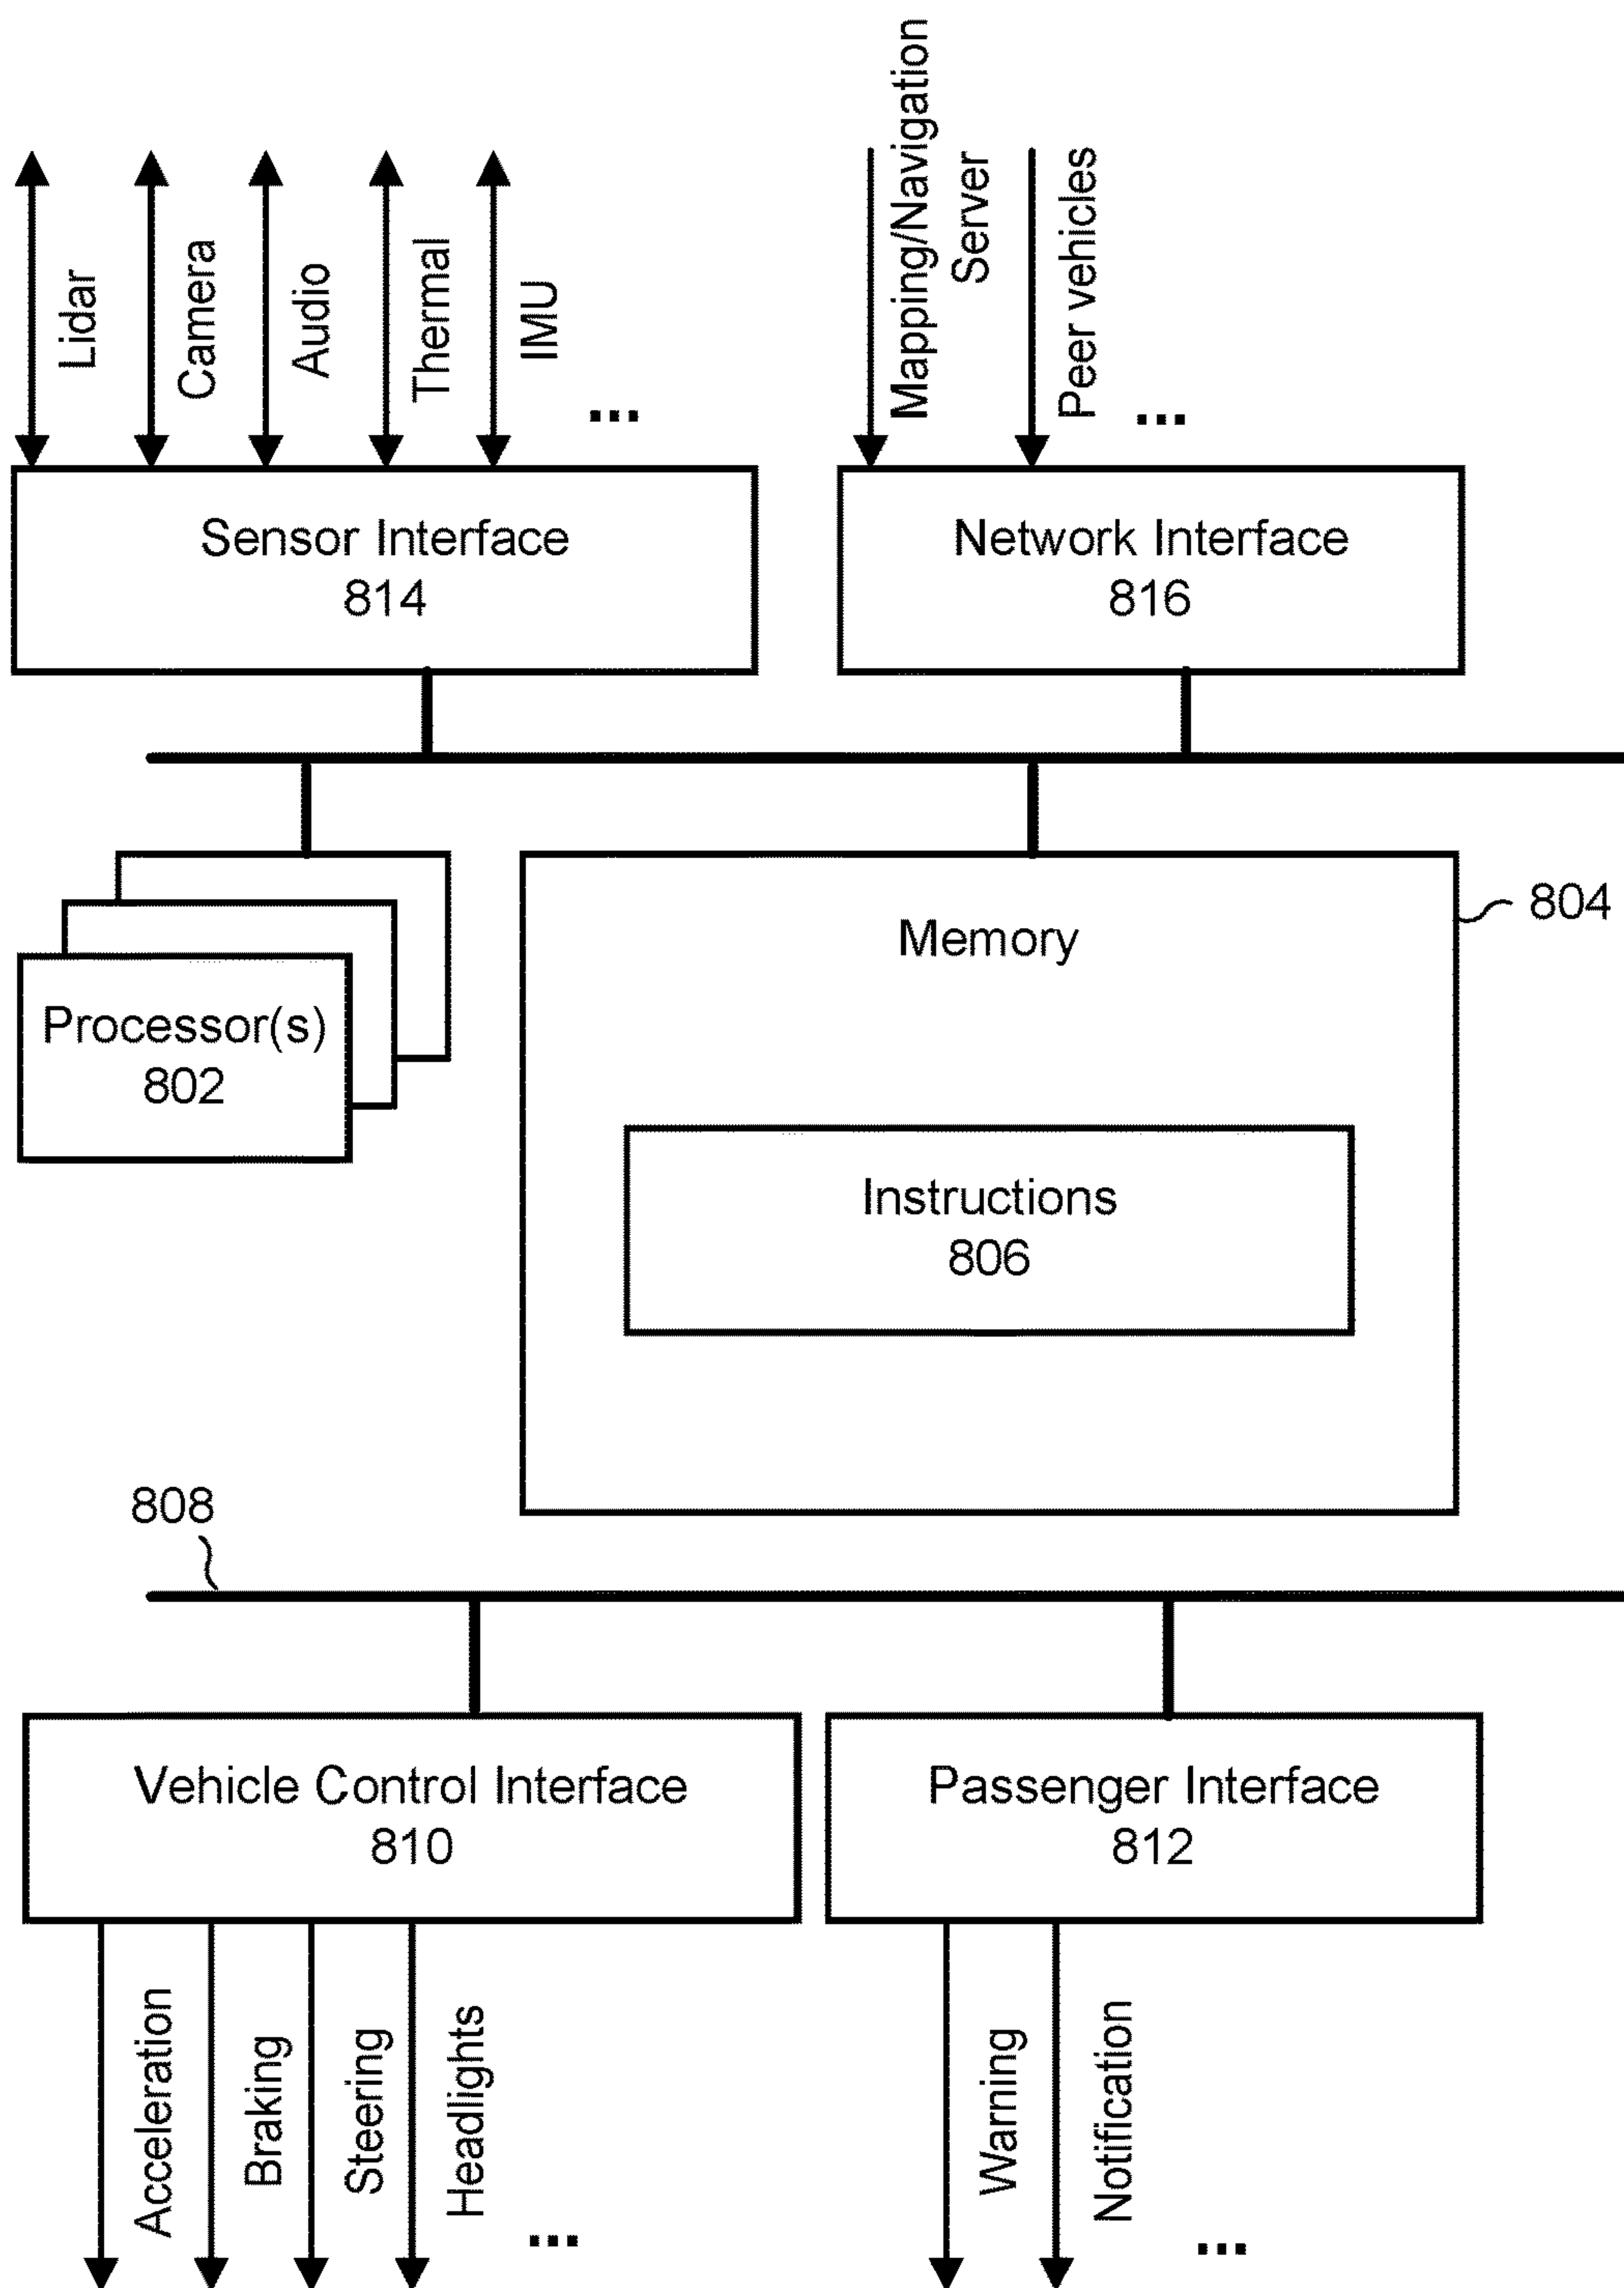 Lidar
Camera
Audio
Thermal
IMU
...
Mapping/Navigation
Server
Peer vehicles
...
Sensor Interface
814
Network Interface
816
Processor(s)
802
Memory
804
Instructions
806
808
Vehicle Control Interface
810
Passenger Interface
812
Acceleration
Braking
Steering
Headlights
...
Warning
Notification
...